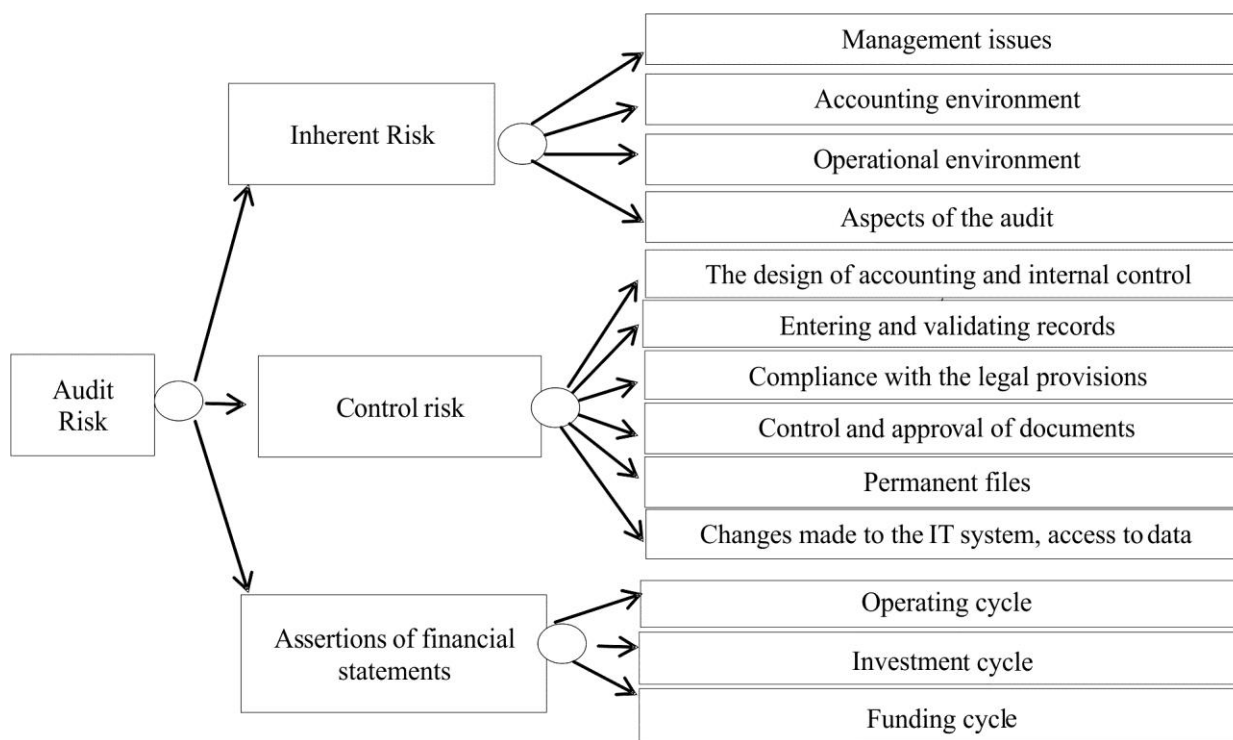 Management issues
Accounting environment
Inherent Risk
Operational environment
Aspects of the audit
The design of accounting and internal control
Entering and validating records
Compliance with the legal provisions
Audit
Risk
Control risk
Control and approval of documents
Permanent files
Changes made to the IT system, access to data
Operating cycle
Assertions of financial
statements
Investment cycle
Funding cycle